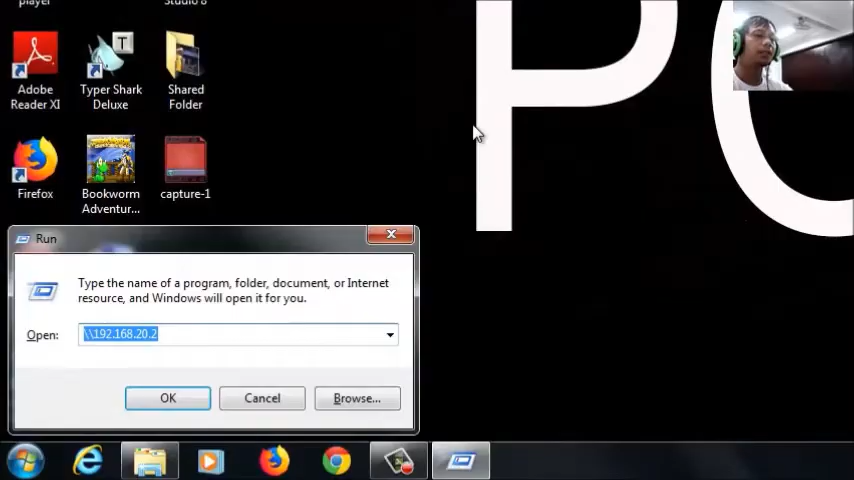 player
Studio 8
T
Adobe
Reader XI
Typer Shark
Deluxe
Shared
Folder
Firefox
Bookworm
Adventur...
capture-1
PC
Run
Type the name of a program, folder, document, or Internet
resource, and Windows will open it for you.
Open:
\\192.168.20.2
OK
Cancel
Browse...